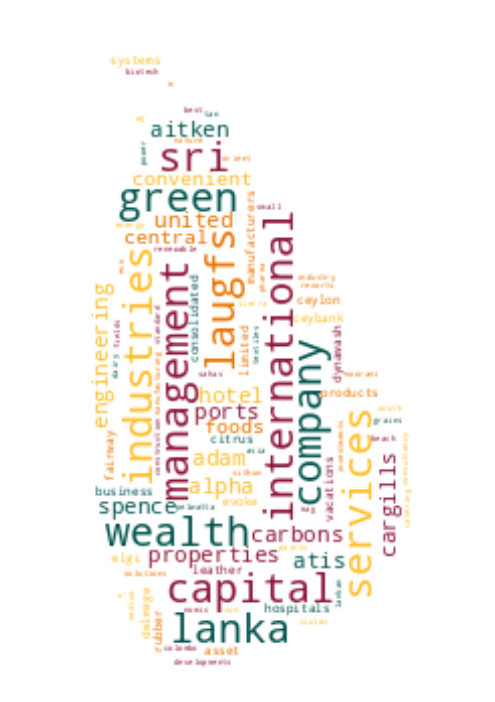 systems
biotech
best
aitken
sri
convenient
green
small
united
central
manufacturers
renewable
laugfs
international
industries
management
consolidated
industry
resorts
ceylon
ceybank
engineering
limited
textiles
dynawash
company
sahas
hotel
products
ports
foods
citrus
services
adam
fairway
alpha
evoke
vacations
cargills
business
spence
wealth
carbons
properties
atis
elgi
leather
solutions
capital
delmege
rubber
hospitals
lanka
colombo
asset
developments
grains
beach
dairy
fields